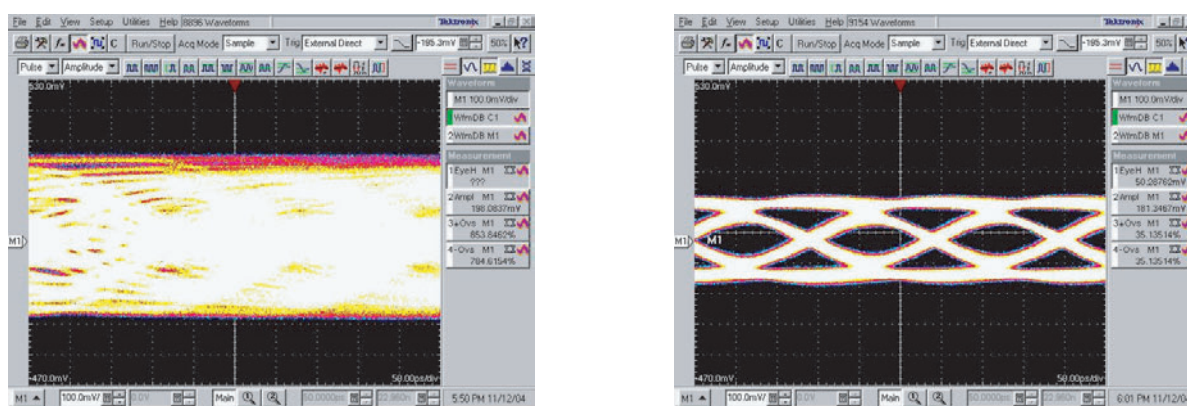 File Edit View Setup Utilities Help 8896 Waveforms Tektronix
C Run/Stop Acq Mode Sample Trig External Direct -185.3mV 50%
Pulse Amplitude
530.0mV
Waveform
M1 100.0mV/div
WfmDB C1
2WfmDB M1
Measurement
1EyeH M1
???
2Ampl M1
198.0837mV
3+Ovs M1
853.8462%
4-Ovs M1
784.6154%
M1
-470.0mV 50.00ps/div
M1 100.0mV/ 0.0V Main 50.0000ps 22.960n 5:50 PM 11/12/04
File Edit View Setup Utilities Help 9154 Waveforms Tektronix
C Run/Stop Acq Mode Sample Trig External Direct -185.3mV 50%
Pulse Amplitude
530.0mV
Waveform
M1 100.0mV/div
WfmDB C1
2WfmDB M1
Measurement
1EyeH M1
50.28762mV
2Ampl M1
181.3467mV
3+Ovs M1
35.13514%
4-Ovs M1
35.13514%
M1 M1
-470.0mV 50.00ps/div
M1 100.0mV/ 0.0V Main 50.0000ps 22.960n 6:01 PM 11/12/04